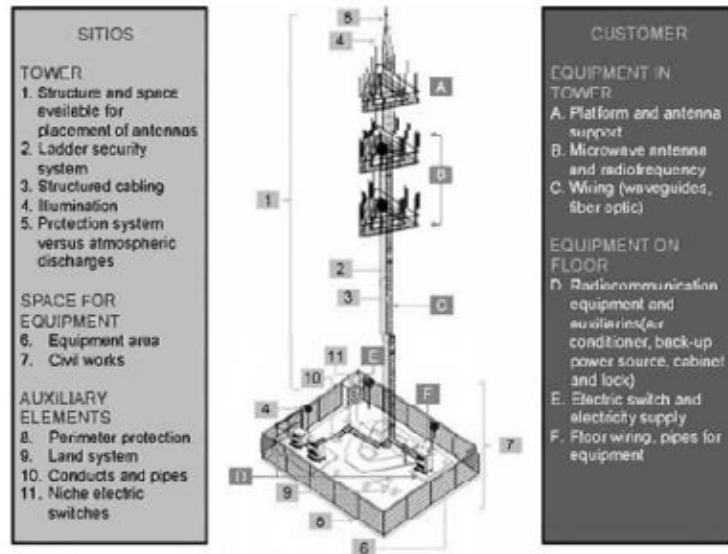 SITIOS
TOWER
1. Structure and space
available for
placement of antennas
2. Ladder security
system
3. Structured cabling
4. Illumination
5. Protection system
versus atmospheric
discharges
SPACE FOR
EQUIPMENT
6. Equipment area
7. Civil works
AUXILIARY
ELEMENTS
8. Perimeter protection
9. Land system
10. Conducts and pipes
11. Niche electric
switches
5
4
A
B
1
2
3
C
11
E
10
F
4
7
D
9
8
6
CUSTOMER
EQUIPMENT IN
TOWER
A. Platform and antenna
support
B. Microwave antenna
and radiofrequency
C. Wiring (waveguides,
fiber optic)
EQUIPMENT ON
FLOOR
D. Radiocommunication
equipment and
auxiliaries(air
conditioner, back-up
power source, cabinet
and lock)
E. Electric switch and
electricity supply
F. Floor wiring, pipes for
equipment